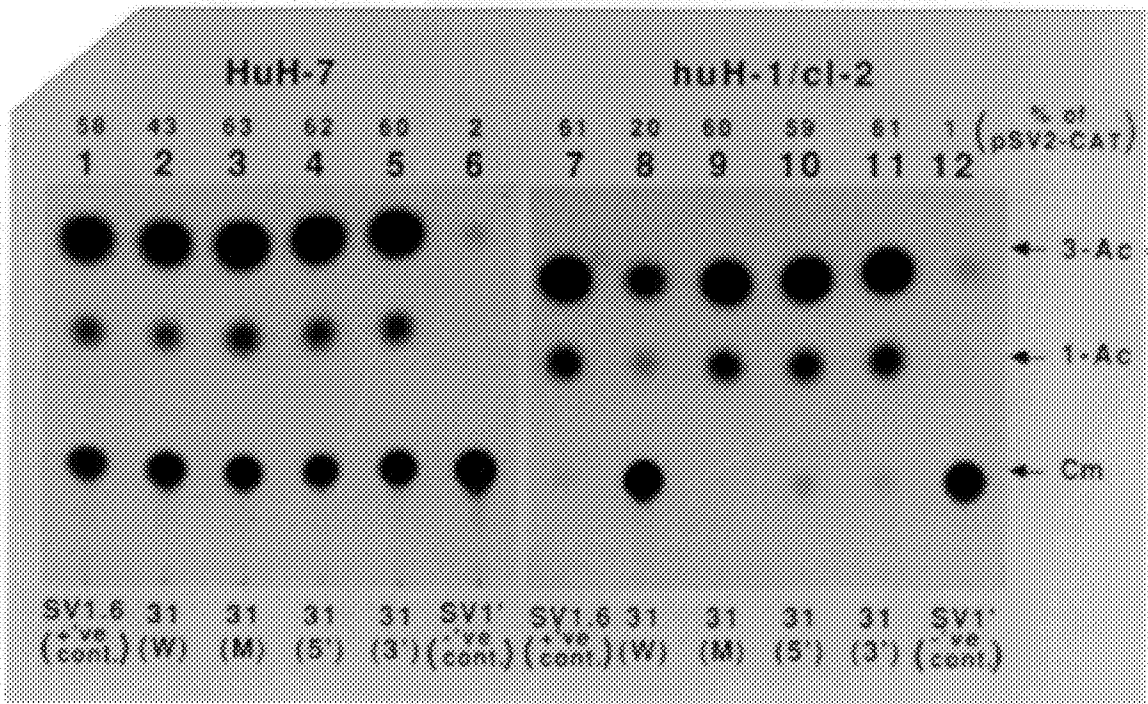 HuH-7 huH-1/cl-2
43 63 62 60 2 61 20 60 59 61 1 % of
1 2 3 4 5 6 7 8 9 10 11 12 (pSV2-CAT)
3-Ac
1-Ac
Cm
SV1.6 31 31 31 31 SV1' SV1.6 31 31 31 31 SV1'
(+'ve (W) (M) (5') (3') (-'ve (+'ve (W) (M) (5') (3') (-'ve
cont.) cont.) cont.) cont.)